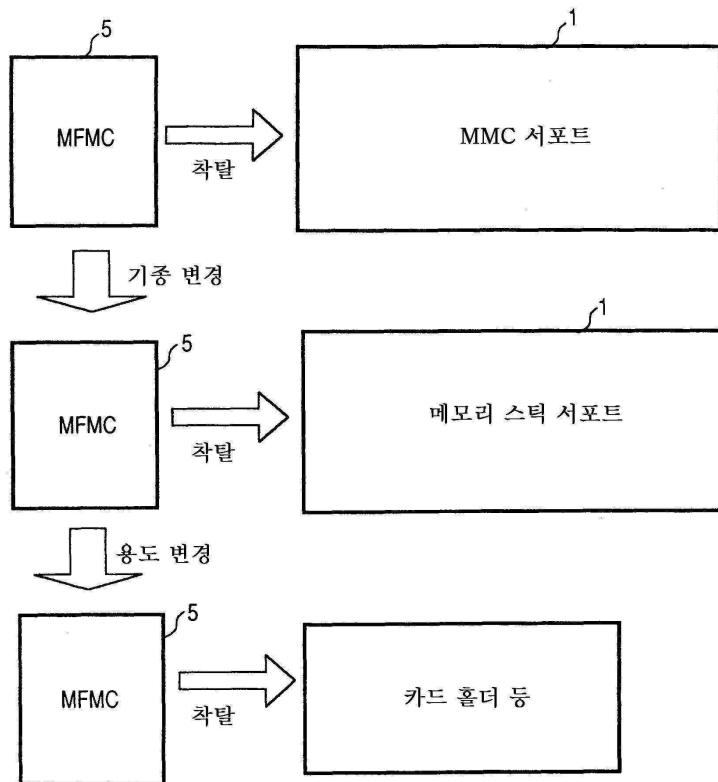 5
1
MFMC
착탈
MMC 서포트
기종 변경
5
1
MFMC
착탈
메모리 스틱 서포트
용도 변경
5
MFMC
착탈
카드 홀더 등